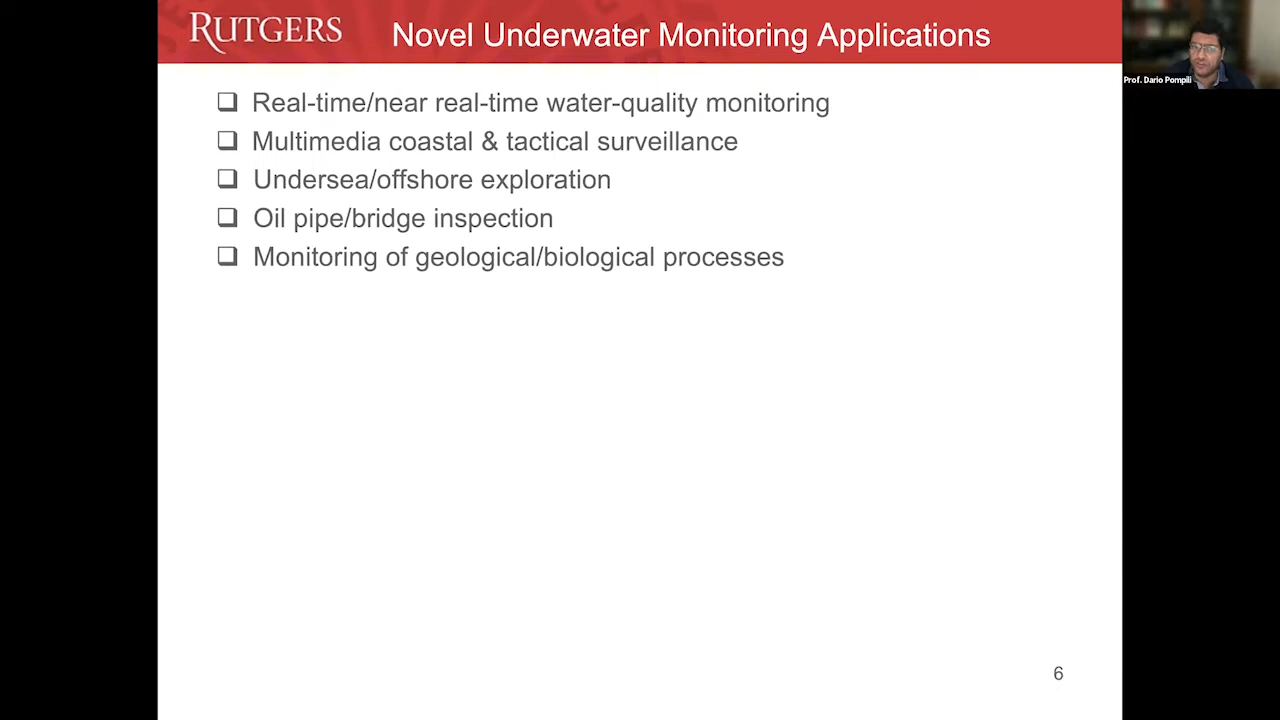 RUTGERS
Novel Underwater Monitoring Applications
Prof. Dario Pompili
Real-time/near real-time water-quality monitoring
Multimedia coastal & tactical surveillance
Undersea/offshore exploration
Oil pipe/bridge inspection
Monitoring of geological/biological processes
6